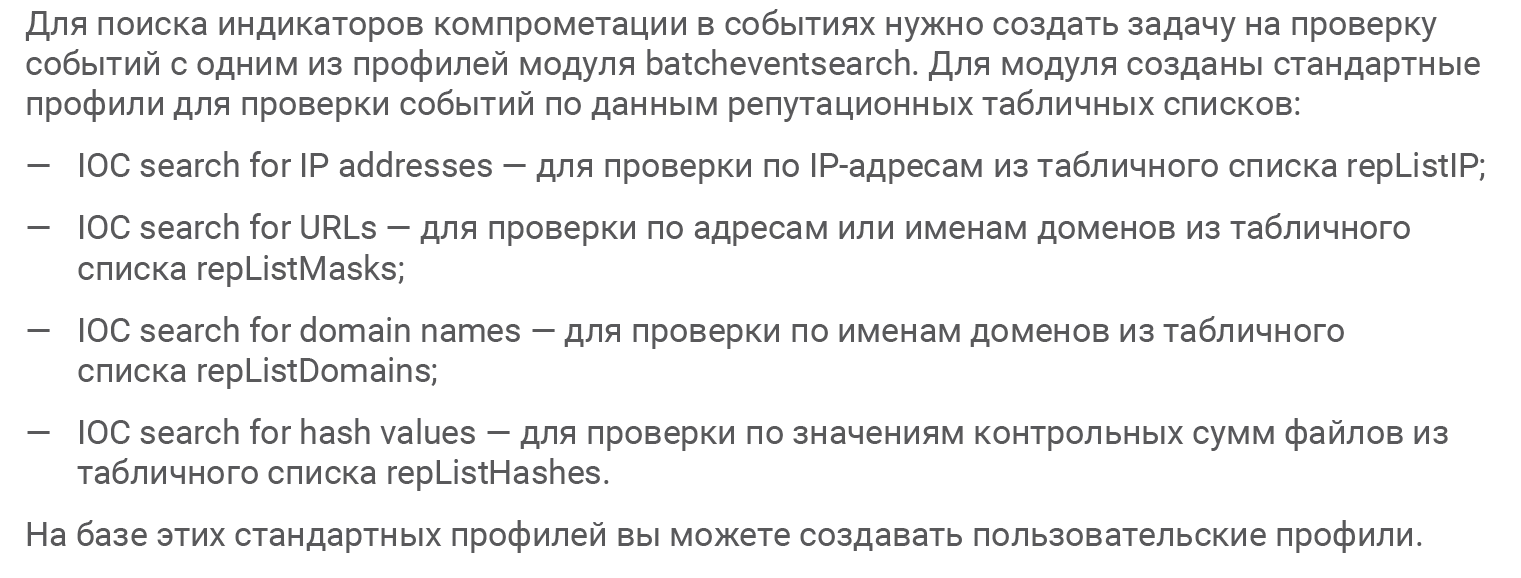 Для поиска индикаторов компрометации в событиях нужно создать задачу на проверку
событий с одним из профилей модуля batcheventsearch. Для модуля созданы стандартные
профили для проверки событий по данным репутационных табличных списков:
— IOC search for IP addresses — для проверки по IP-адресам из табличного списка repListIP;
— IOC search for URLs — для проверки по адресам или именам доменов из табличного
списка repListMasks;
— IOC search for domain names — для проверки по именам доменов из табличного
списка repListDomains;
— IOC search for hash values — для проверки по значениям контрольных сумм файлов из
табличного списка repListHashes.
На базе этих стандартных профилей вы можете создавать пользовательские профили.